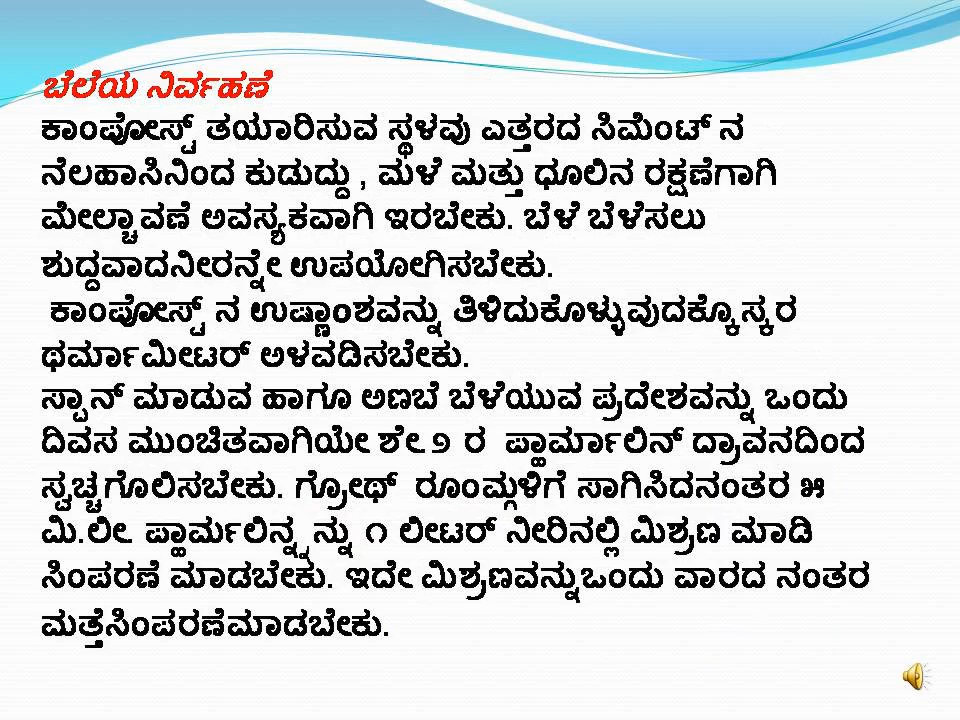 ಬೆಲೆಯ ನಿರ್ವಹಣೆ
ಕಾಂಪೋಸ್ಟ್ ತಯಾರಿಸುವ ಸ್ಥಳವು ಎತ್ತರದ ಸಿಮೆಂಟ್ ನ
ನೆಲಹಾಸಿನಿಂದ ಕುಡುದ್ದು , ಮಳೆ ಮತ್ತು ಧೂಲಿನ ರಕ್ಷಣೆಗಾಗಿ
ಮೇಲ್ಚಾವಣೆ ಅವಸ್ಯಕವಾಗಿ ಇರಬೇಕು. ಬೆಳೆ ಬೆಳೆಸಲು
ಶುದ್ದವಾದನೀರನ್ನೇ ಉಪಯೋಗಿಸಬೇಕು.
ಕಾಂಪೋಸ್ಟ್ ನ ಉಷ್ಣಾಂಶವನ್ನು ತಿಳಿದುಕೊಳ್ಳುವುದಕ್ಕೊಸ್ಕರ
ಥರ್ಮಾಮೀಟರ್ ಅಳವಡಿಸಬೇಕು.
ಸ್ಪಾನ್ ಮಾಡುವ ಹಾಗೂ ಅಣಬೆ ಬೆಳೆಯುವ ಪ್ರದೇಶವನ್ನು ಒಂದು
ದಿವಸ ಮುಂಚಿತವಾಗಿಯೇ ಶೇ ೨ ರ ಪ್ಹಾರ್ಮಾಲಿನ್ ದ್ರಾವನದಿಂದ
ಸ್ವಚ್ಚಗೊಲಿಸಬೇಕು. ಗ್ರೋಥ್ ರೂಂಮ್ಗಳಿಗೆ ಸಾಗಿಸಿದನಂತರ ೫
ಮಿ.ಲೀ ಪ್ಹಾರ್ಮಲಿನ್ನ್ನನ್ನು ೧ ಲೀಟರ್ ನೀರಿನಲ್ಲಿ ಮಿಶ್ರಣ ಮಾಡಿ
ಸಿಂಪರಣೆ ಮಾಡಬೇಕು. ಇದೇ ಮಿಶ್ರಣವನ್ನುಒಂದು ವಾರದ ನಂತರ
ಮತ್ತೆಸಿಂಪರಣೆಮಾಡಬೇಕು.